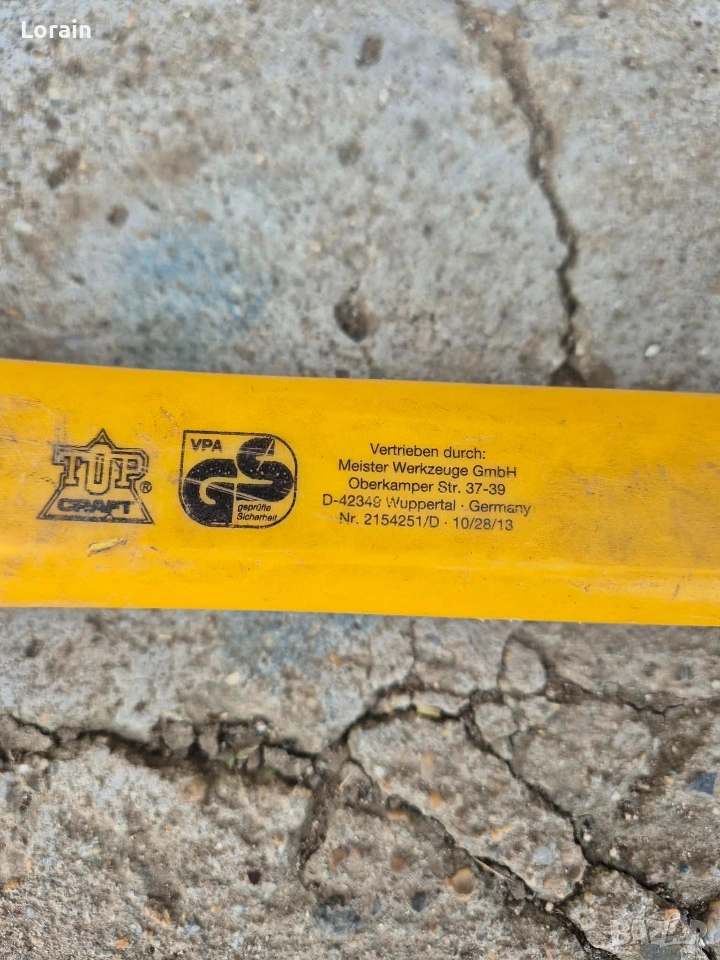 Lorain
TOP
CRAFT®
VPA
GS
geprüfte
Sicherheit
Vertrieben durch:
Meister Werkzeuge GmbH
Oberkamper Str. 37-39
D-42349 Wuppertal · Germany
Nr. 2154251/D · 10/28/13